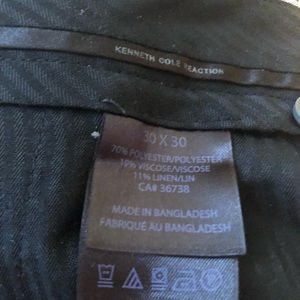 KENNETH COLE REACTION
30 X 30
70% POLYESTER/POLYESTER
19% VISCOSE/VISCOSE
11% LINEN/LIN
CA# 36738
MADE IN BANGLADESH
FABRIQUÉ AU BANGLADESH